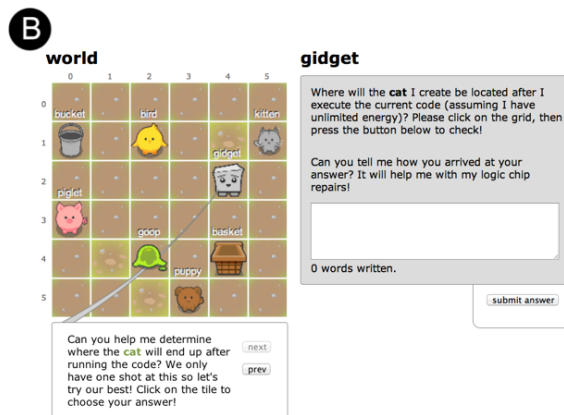 B
world
gidget
0 1 2 3 4 5
0
bucket bird kitten
1
gidget
2
piglet
3
goop basket
4
puppy
5
Where will the cat I create be located after I
execute the current code (assuming I have
unlimited energy)? Please click on the grid, then
press the button below to check!
Can you tell me how you arrived at your
answer? It will help me with my logic chip
repairs!
0 words written.
submit answer
Can you help me determine
where the cat will end up after
running the code? We only
have one shot at this so let's
try our best! Click on the tile to
choose your answer!
next
prev